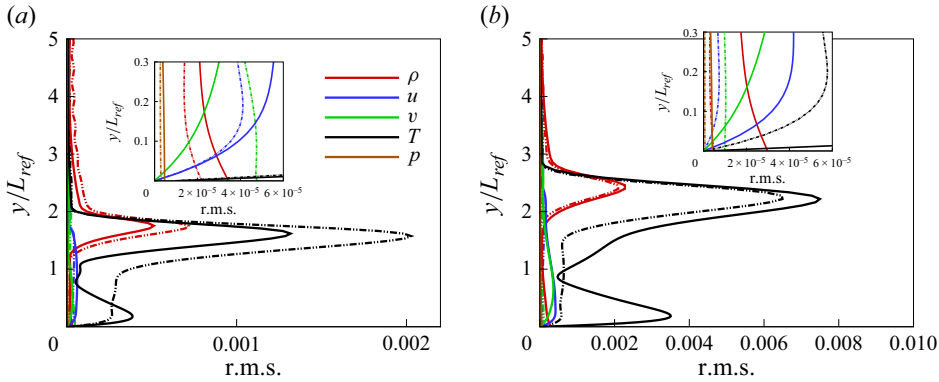 (a)
(b)
5
4
3
2
1
0
y/L_ref
0.3
0.2
0.1
0
y/L_ref
2 × 10⁻⁵
4 × 10⁻⁵
6 × 10⁻⁵
r.m.s.
ρ
u
v
T
p
0
0.001
0.002
r.m.s.
5
4
3
2
1
0
y/L_ref
0.3
0.2
0.1
0
y/L_ref
2 × 10⁻⁵
4 × 10⁻⁵
6 × 10⁻⁵
r.m.s.
0
0.002
0.004
0.006
0.008
0.010
r.m.s.